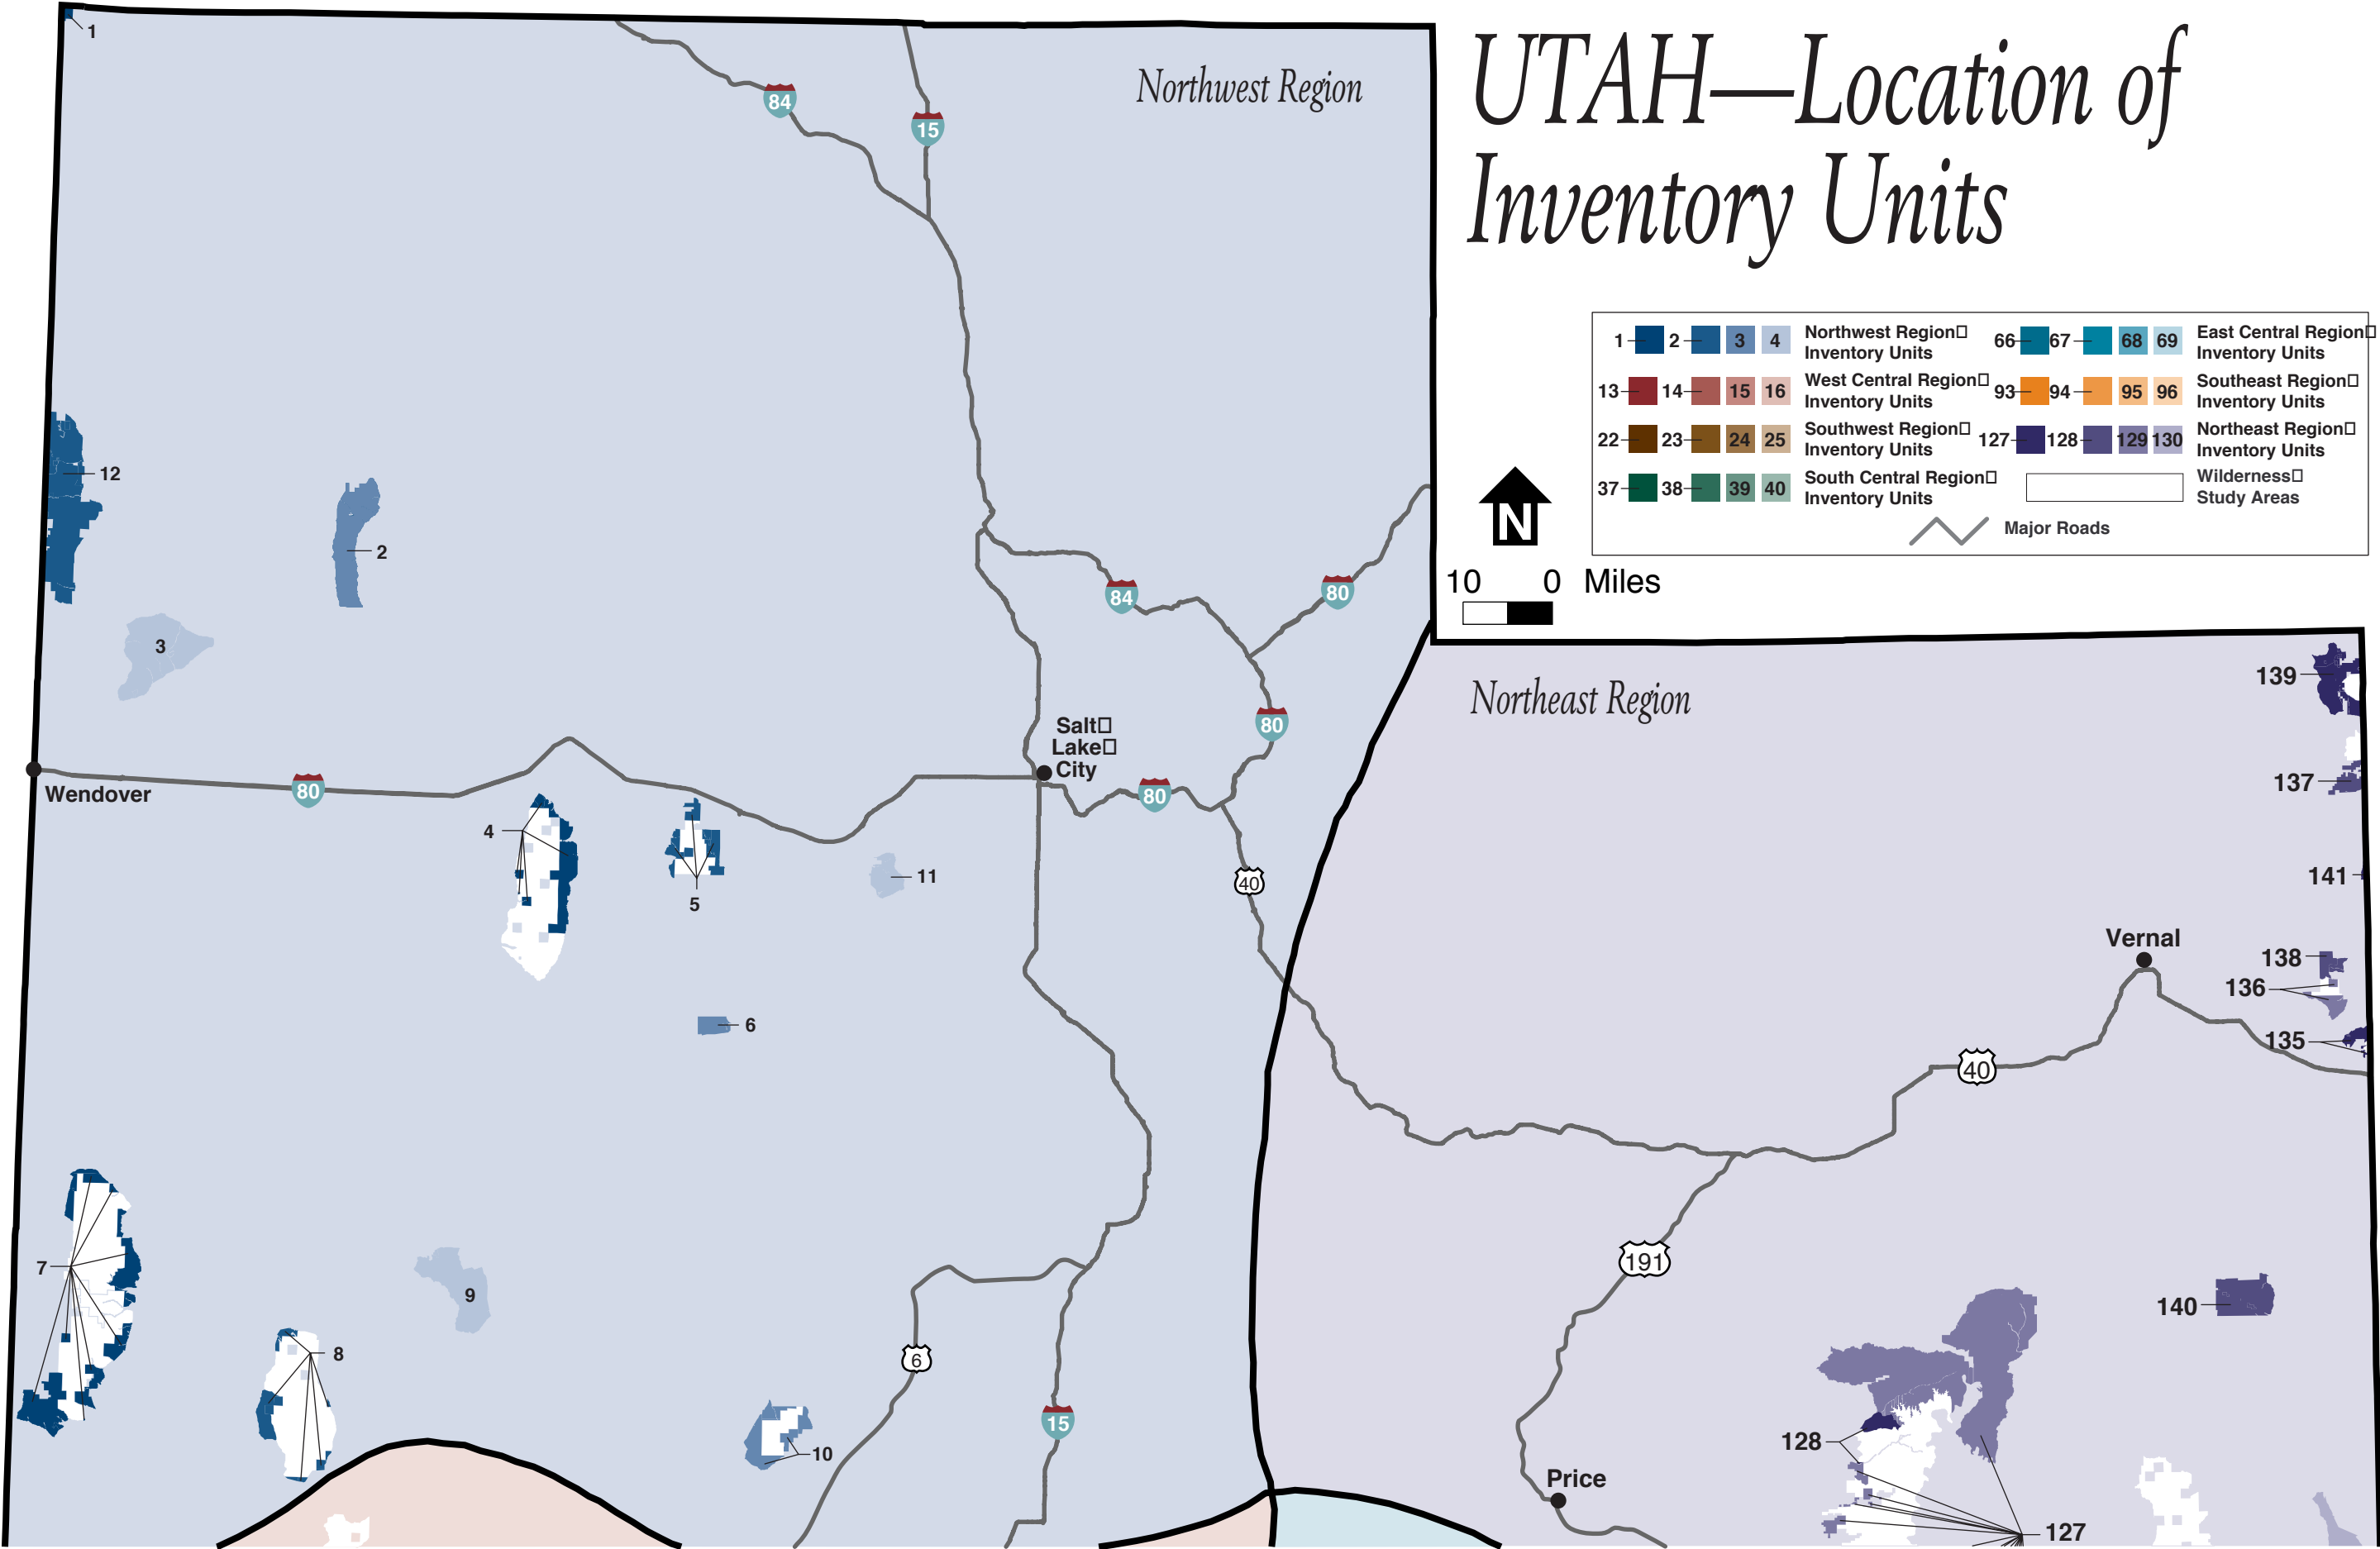 UTAH—Location of
Inventory Units
Northwest Region
Northeast Region
1 2 3 4 Northwest Region
Inventory Units
13 14 15 16 West Central Region
Inventory Units
22 23 24 25 Southwest Region
Inventory Units
37 38 39 40 South Central Region
Inventory Units
66 67 68 69 East Central Region
Inventory Units
93 94 95 96 Southeast Region
Inventory Units
127 128 129 130 Northeast Region
Inventory Units
Wilderness
Study Areas
Major Roads
N
10 0 Miles
1
84
15
12
2
3
84
80
80
Salt
Lake
City
Wendover
80
80
4
5
11
40
6
7
8
9
10
6
15
139
137
141
Vernal
138
136
135
40
191
140
128
Price
127